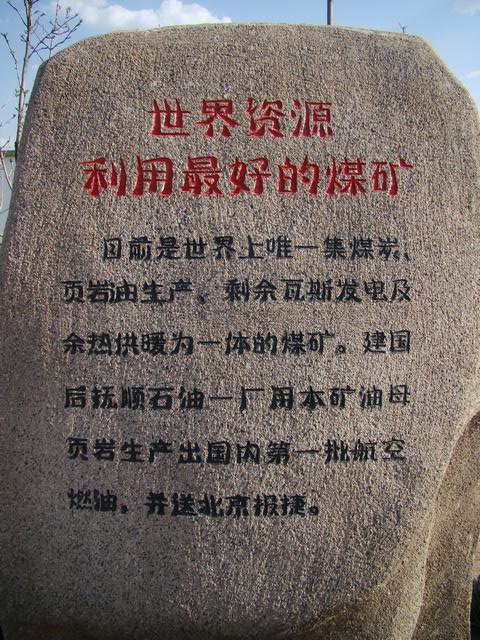 世界资源
利用最好的煤矿
目前是世界上唯一集煤炭、
页岩油生产、剩余瓦斯发电及
余热供暖为一体的煤矿。建国
后抚顺石油一厂用本矿油母
页岩生产出国内第一批航空
燃油，并送北京报捷。